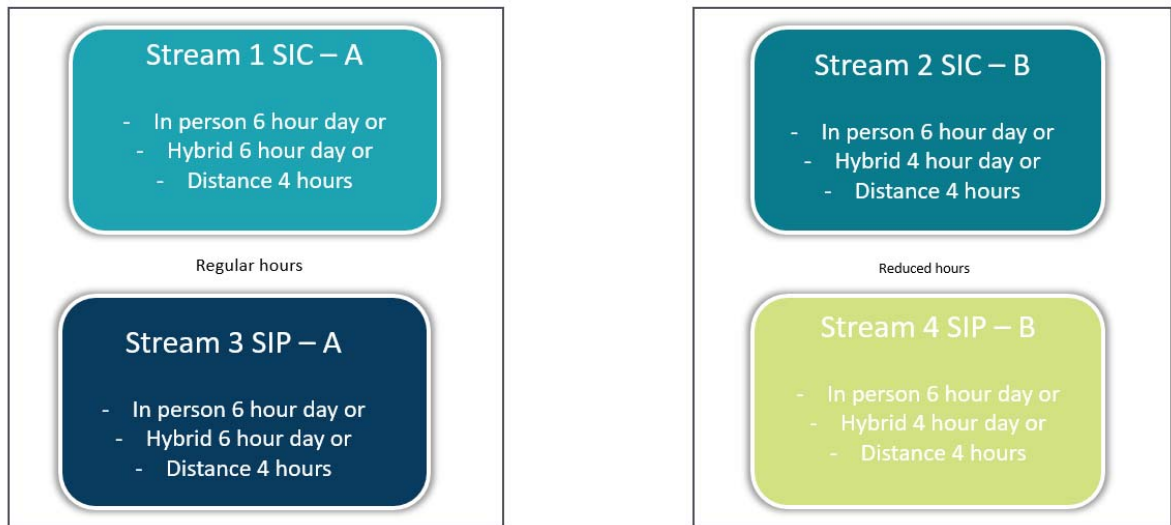 Stream 1 SIC – A
- In person 6 hour day or
- Hybrid 6 hour day or
- Distance 4 hours
Regular hours
Stream 3 SIP – A
- In person 6 hour day or
- Hybrid 6 hour day or
- Distance 4 hours
Stream 2 SIC – B
- In person 6 hour day or
- Hybrid 4 hour day or
- Distance 4 hours
Reduced hours
Stream 4 SIP – B
- In person 6 hour day or
- Hybrid 4 hour day or
- Distance 4 hours